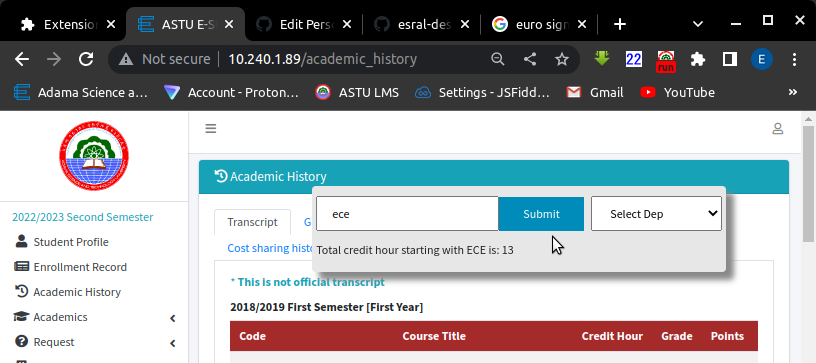 Extension
ASTU E-S
Edit Pers
esral-des
euro sign
Not secure | 10.240.1.89/academic_history
22
run
E
Adama Science a...
Account - Proton...
ASTU LMS
Settings - JSFidd...
Gmail
YouTube
»
2022/2023 Second Semester
Student Profile
Enrollment Record
Academic History
Academics
Request
Academic History
ece
Submit
Select Dep
Total credit hour starting with ECE is: 13
Transcript
G
Cost sharing histo
* This is not official transcript
2018/2019 First Semester [First Year]
Code Course Title Credit Hour Grade Points